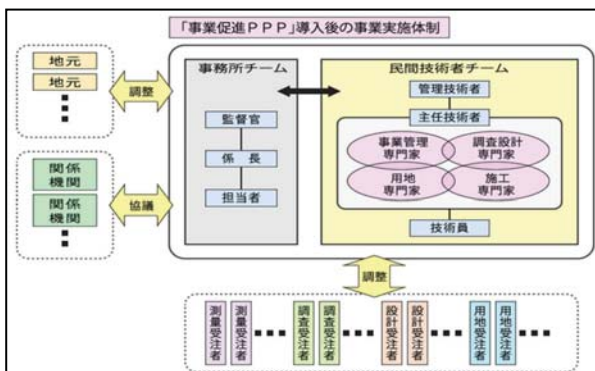 「事業促進ＰＰＰ」導入後の事業実施体制
地元
地元
調整
関係
機関
関係
機関
協議
事務所チーム
監督官
係　長
担当者
民間技術者チーム
管理技術者
主任技術者
事業管理
専門家
調査設計
専門家
用地
専門家
施工
専門家
技術員
調整
測量受注者
測量受注者
調査受注者
調査受注者
設計受注者
設計受注者
用地受注者
用地受注者